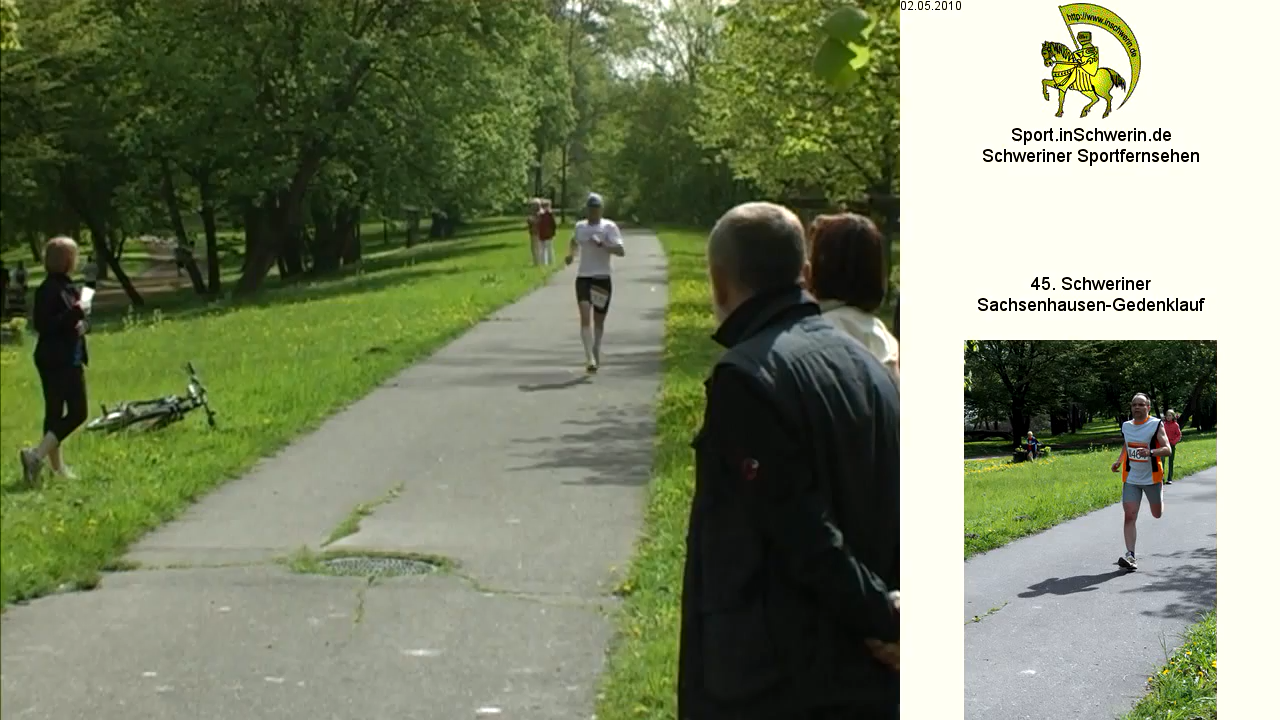 02.05.2010
http://www.inschwerin.de
Sport.inSchwerin.de
Schweriner Sportfernsehen
45. Schweriner
Sachsenhausen-Gedenklauf